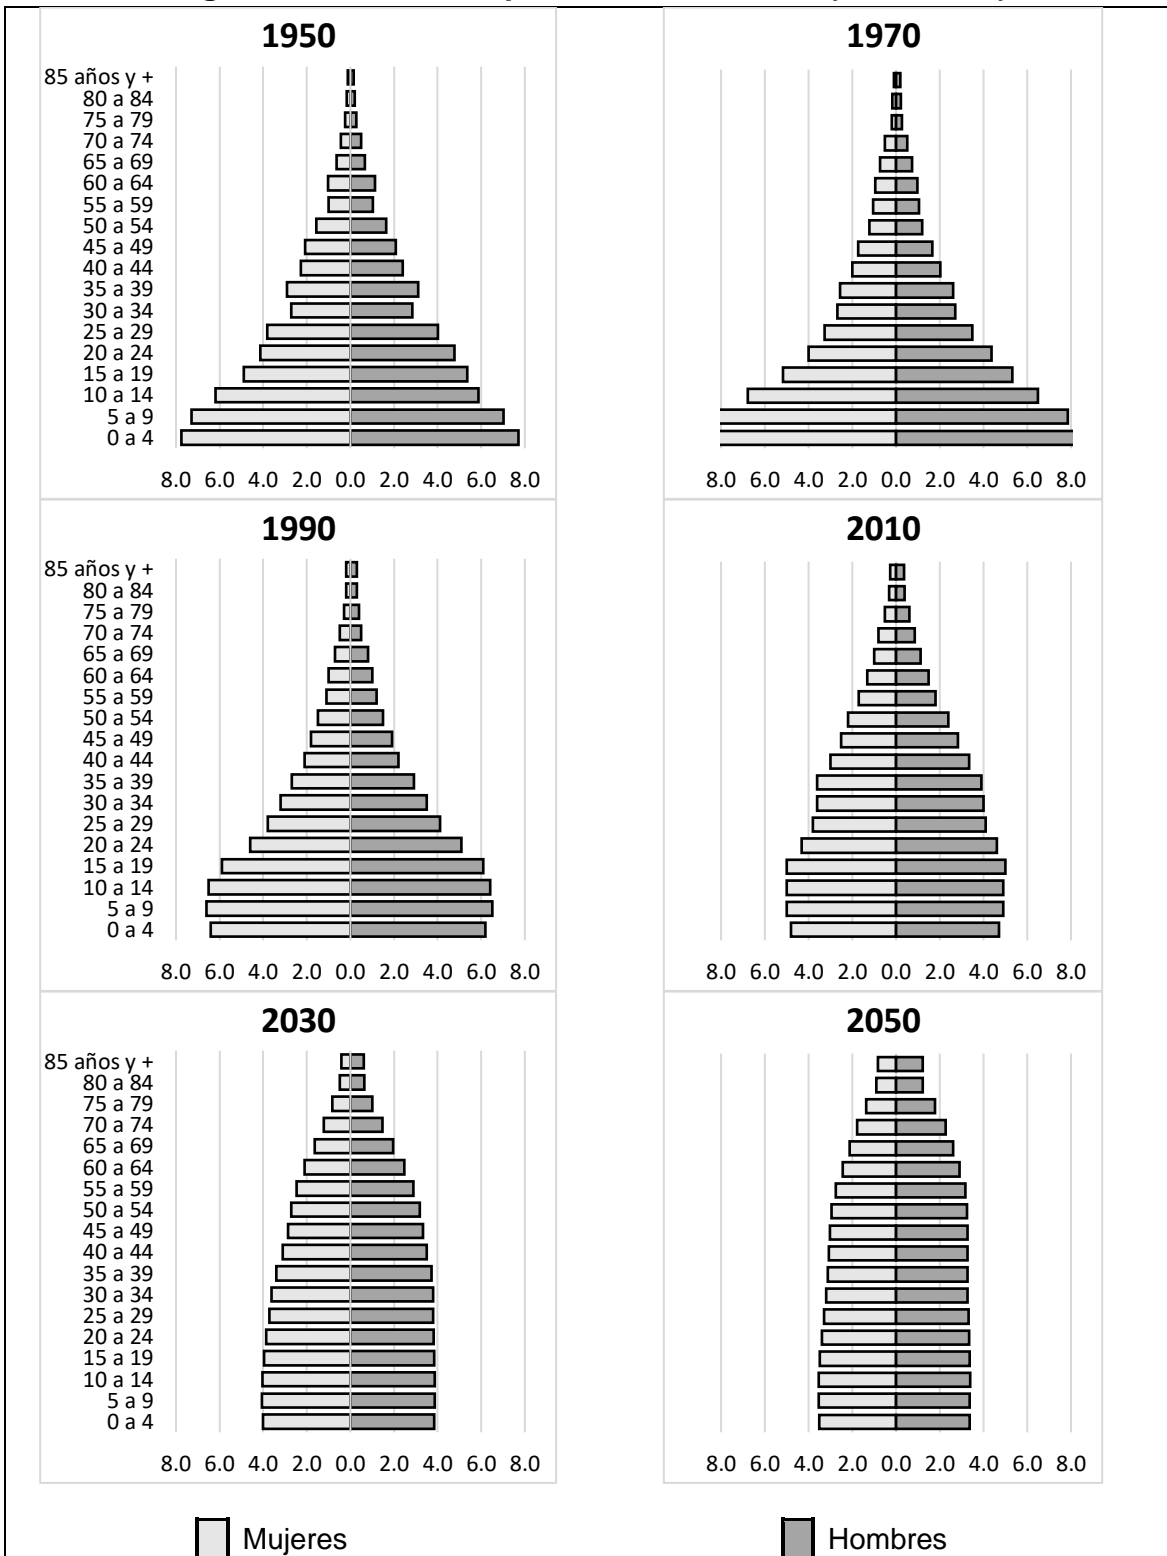 1950 1970
85 años y +
80 a 84
75 a 79
70 a 74
65 a 69
60 a 64
55 a 59
50 a 54
45 a 49
40 a 44
35 a 39
30 a 34
25 a 29
20 a 24
15 a 19
10 a 14
5 a 9
0 a 4
8.0 6.0 4.0 2.0 0.0 2.0 4.0 6.0 8.0 8.0 6.0 4.0 2.0 0.0 2.0 4.0 6.0 8.0
1990 2010
85 años y +
80 a 84
75 a 79
70 a 74
65 a 69
60 a 64
55 a 59
50 a 54
45 a 49
40 a 44
35 a 39
30 a 34
25 a 29
20 a 24
15 a 19
10 a 14
5 a 9
0 a 4
8.0 6.0 4.0 2.0 0.0 2.0 4.0 6.0 8.0 8.0 6.0 4.0 2.0 0.0 2.0 4.0 6.0 8.0
2030 2050
85 años y +
80 a 84
75 a 79
70 a 74
65 a 69
60 a 64
55 a 59
50 a 54
45 a 49
40 a 44
35 a 39
30 a 34
25 a 29
20 a 24
15 a 19
10 a 14
5 a 9
0 a 4
8.0 6.0 4.0 2.0 0.0 2.0 4.0 6.0 8.0 8.0 6.0 4.0 2.0 0.0 2.0 4.0 6.0 8.0
Mujeres Hombres